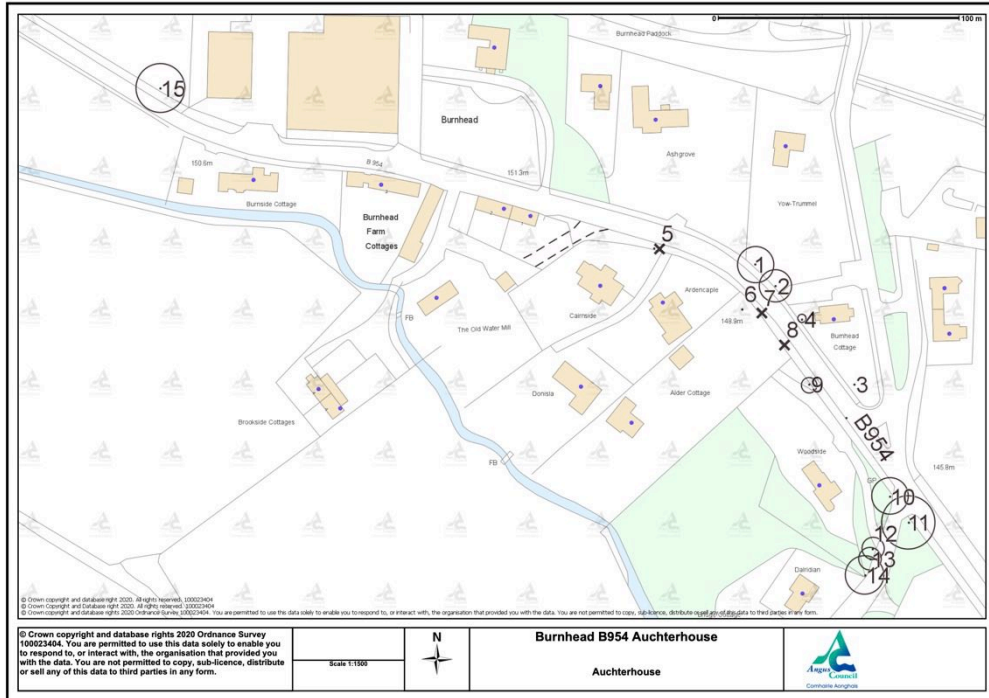 0 100 m
Burnhead Paddock
15
Burnhead
Ashgrove
B 954
150.6m
151.3m
Burnside Cottage
Yow-Trummel
Burnhead
Farm
Cottages
5
1
2
Ardencaple
6
7
4
FB
148.9m
Cairnside
The Old Water Mill
8
Burnhead
Cottage
9
3
Donisla
Alder Cottage
Brookside Cottages
B954
Woodside
FB
145.8m
GP
10
11
12
13
14
Dalridian
© Crown copyright and database right 2020. All rights reserved. 100023404
© Crown copyright and Database right 2020. All rights reserved. 100023404
© Crown copyright and database rights 2020 Ordnance Survey 100023404. You are permitted to use this data solely to enable you to respond to, or interact with, the organisation that provided you with the data. You are not permitted to copy, sub-licence, distribute or sell any of this data to third parties in any form.
© Crown copyright and database rights 2020 Ordnance Survey
100023404. You are permitted to use this data solely to enable you
to respond to, or interact with, the organisation that provided you
with the data. You are not permitted to copy, sub-licence, distribute
or sell any of this data to third parties in any form.
Scale 1:1500
N
Burnhead B954 Auchterhouse
Auchterhouse
Angus
Council
Comhairle Aonghais